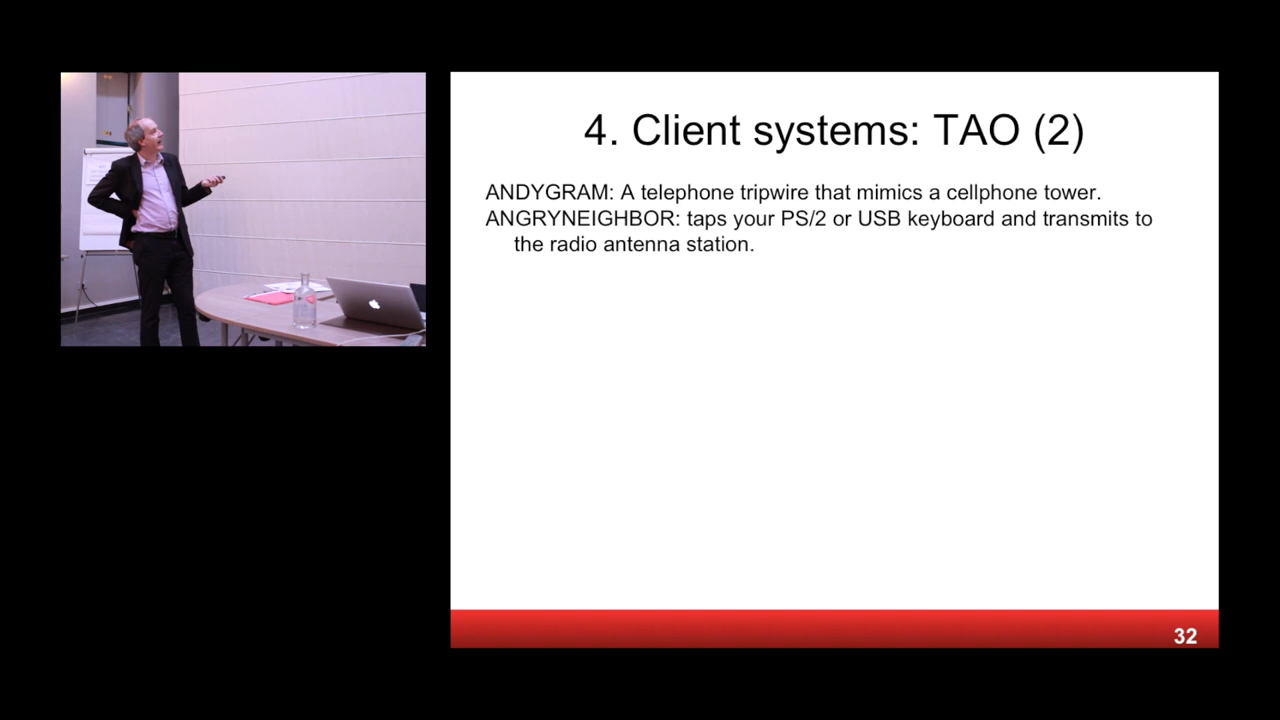 4. Client systems: TAO (2)
ANDYGRAM: A telephone tripwire that mimics a cellphone tower.
ANGRYNEIGHBOR: taps your PS/2 or USB keyboard and transmits to
the radio antenna station.
32